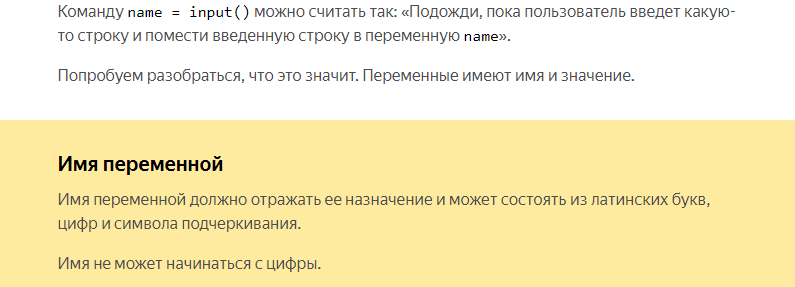 Команду name = input() можно считать так: «Подожди, пока пользователь введет какую-
то строку и помести введенную строку в переменную name».
Попробуем разобраться, что это значит. Переменные имеют имя и значение.
Имя переменной
Имя переменной должно отражать ее назначение и может состоять из латинских букв,
цифр и символа подчеркивания.
Имя не может начинаться с цифры.